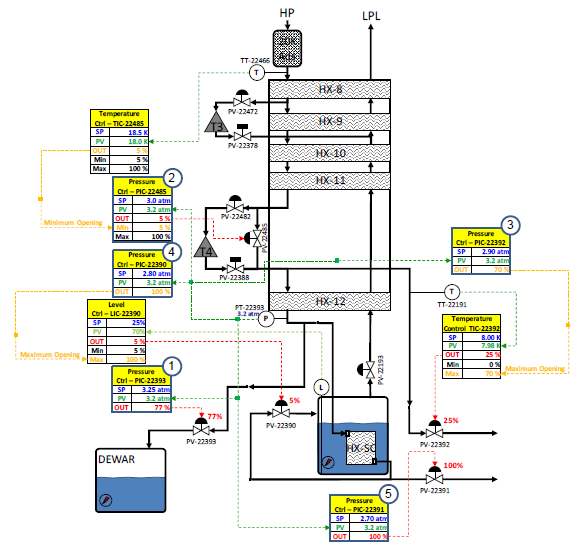 HP
LPL
20K
Ads
TT-22466
T
HX-8
PV-22472
T3
HX-9
PV-22378
HX-10
HX-11
Temperature
Ctrl – TIC-22485
SP 18.5 K
PV 18.0 K
OUT 5 %
Min 5 %
Max 100 %
2
Pressure
Ctrl – PIC-22485
SP 3.0 atm
PV 3.2 atm
OUT 5 %
Min 5 %
Max 100 %
Minimum Opening
PV-22482
PV-22485
T4
PV-22388
3
Pressure
Ctrl – PIC-22392
SP 2.90 atm
PV 3.2 atm
OUT 70 %
4
Pressure
Ctrl – PIC-22390
SP 2.80 atm
PV 3.2 atm
OUT 100 %
HX-12
T
TT-22191
PT-22393
3.2 atm
P
Level
Ctrl – LIC-22390
SP 25%
PV 70%
OUT 5 %
Min 5 %
Max 100 %
Maximum Opening
Temperature
Control TIC-22392
SP 8.00 K
PV 7.98 K
OUT 25 %
Min 0 %
Max 70 %
Maximum Opening
1
Pressure
Ctrl – PIC-22393
SP 3.25 atm
PV 3.2 atm
OUT 77 %
PV-22193
L
77%
PV-22393
5%
PV-22390
25%
PV-22392
HX-SC
DEWAR
100%
PV-22391
5
Pressure
Ctrl – PIC-22391
SP 2.70 atm
PV 3.2 atm
OUT 100 %